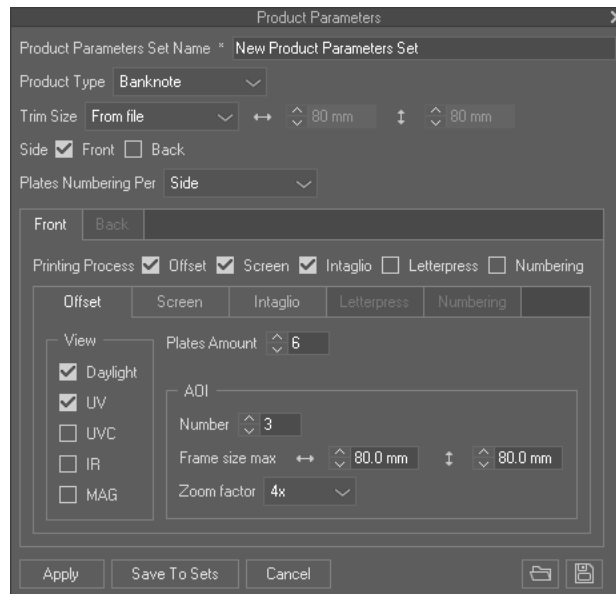 Product Parameters
Product Parameters Set Name * New Product Parameters Set
Product Type Banknote
Trim Size From file 80 mm 80 mm
Side Front Back
Plates Numbering Per Side
Front Back
Printing Process Offset Screen Intaglio Letterpress Numbering
Offset Screen Intaglio Letterpress Numbering
View
Daylight
UV
UVC
IR
MAG
Plates Amount 6
AOI
Number 3
Frame size max 80.0 mm 80.0 mm
Zoom factor 4x
Apply Save To Sets Cancel